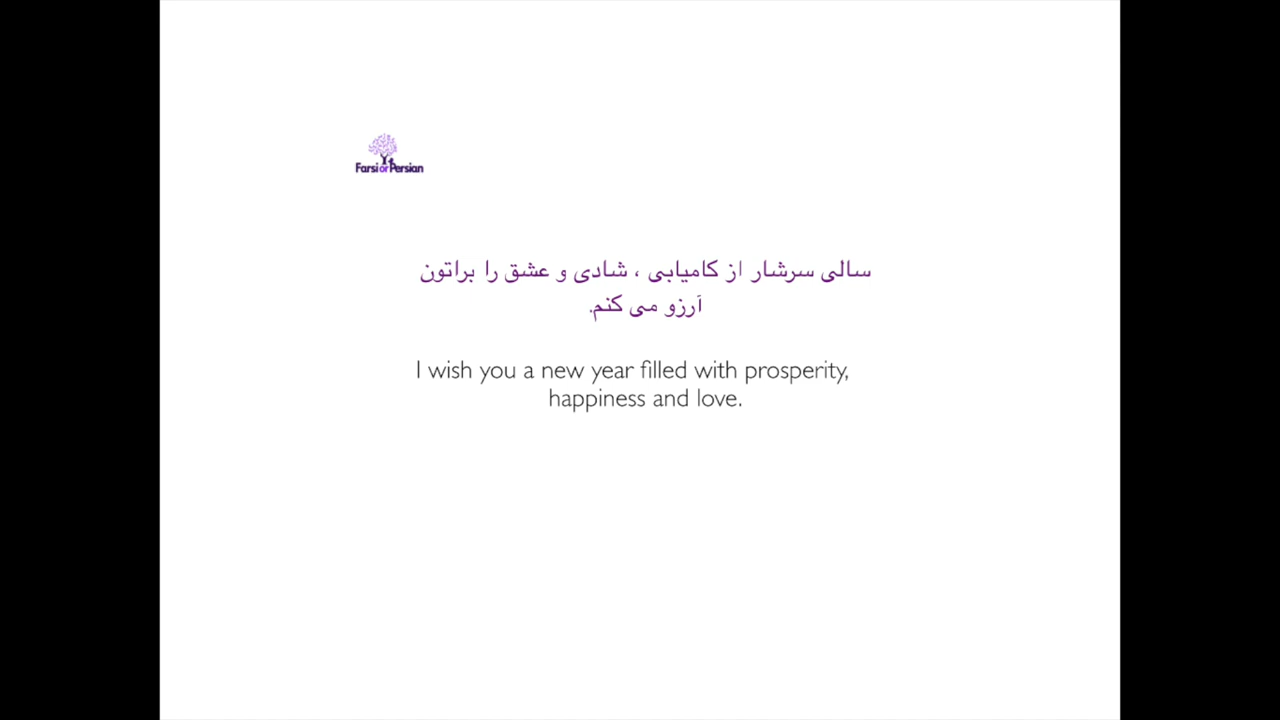 Farsi or Persian
سالی سرشار از کامیابی ، شادی و عشق را براتون
آرزو می کنم.
I wish you a new year filled with prosperity,
happiness and love.